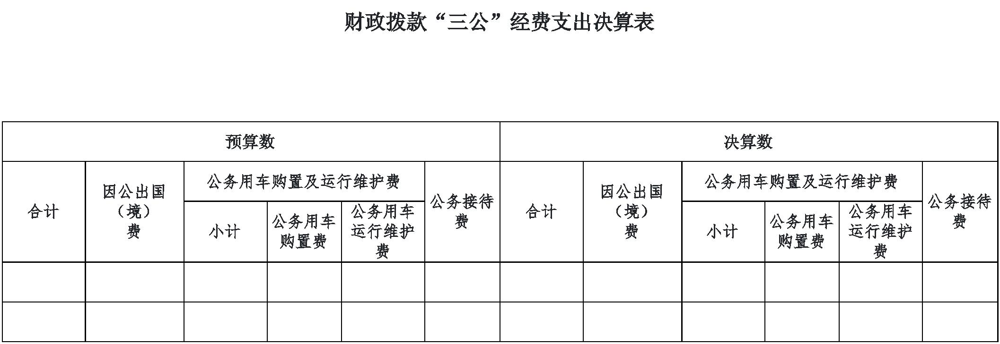 财政拨款“三公”经费支出决算表
预算数
决算数
合计
因公出国
（境）
费
公务用车购置及运行维护费
小计
公务用车
购置费
公务用车
运行维护
费
公务接待
费
合计
因公出国
（境）
费
公务用车购置及运行维护费
小计
公务用车
购置费
公务用车
运行维护
费
公务接待
费